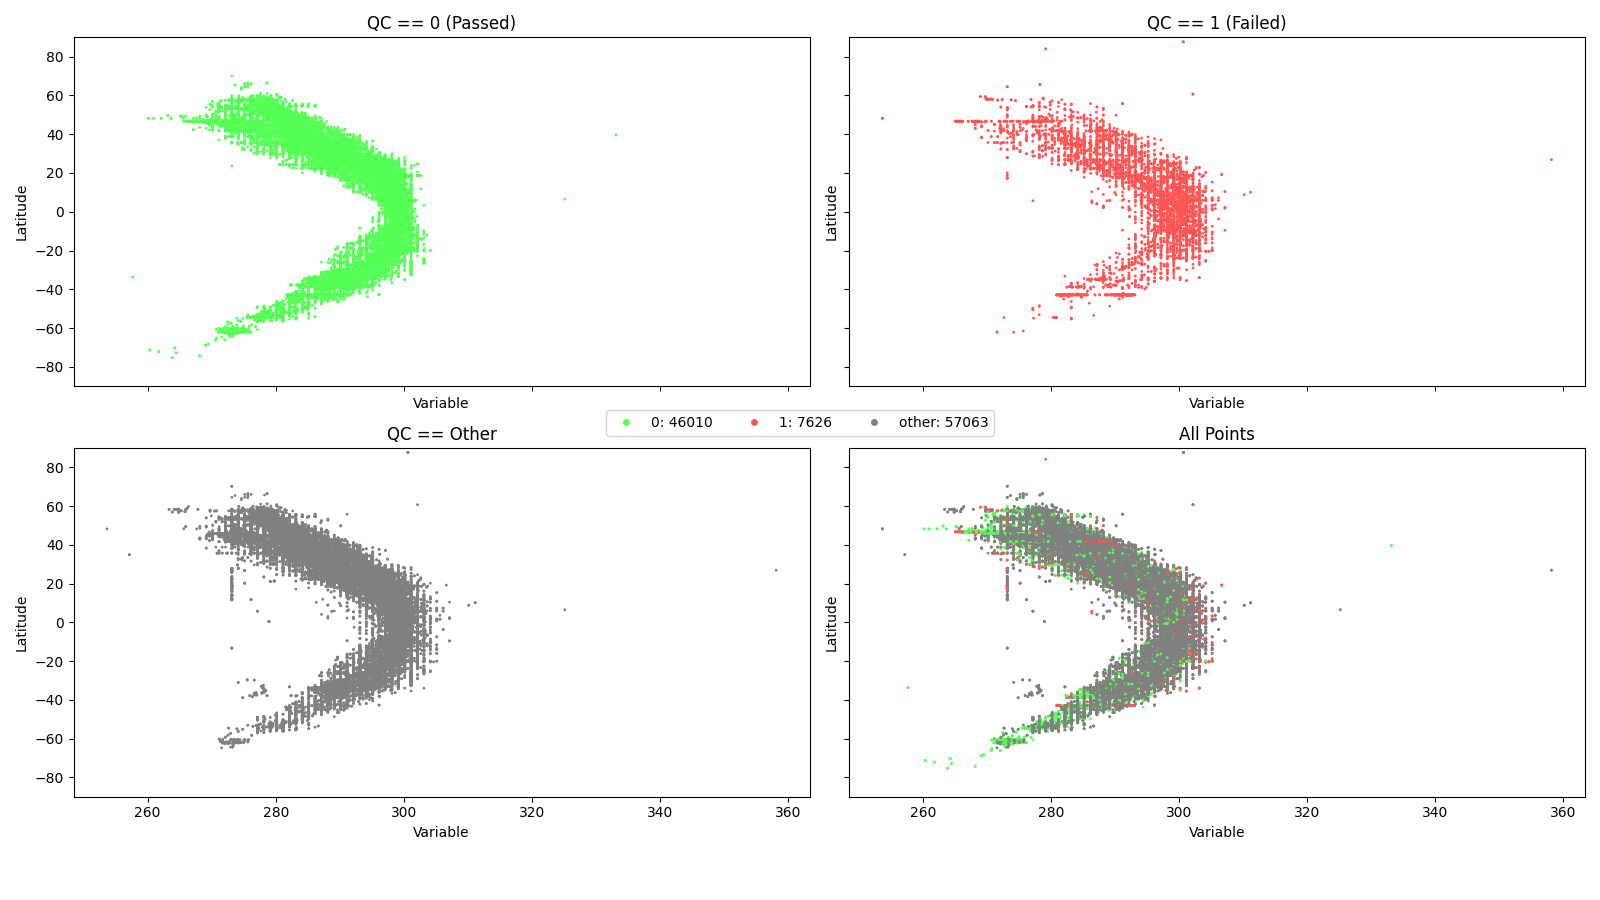 QC == 0 (Passed)
QC == 1 (Failed)
80
60
40
20
0
−20
−40
−60
−80
Latitude
Latitude
Variable
Variable
0: 46010 1: 7626 other: 57063
QC == Other
All Points
80
60
40
20
0
−20
−40
−60
−80
Latitude
Latitude
260 280 300 320 340 360
260 280 300 320 340 360
Variable
Variable